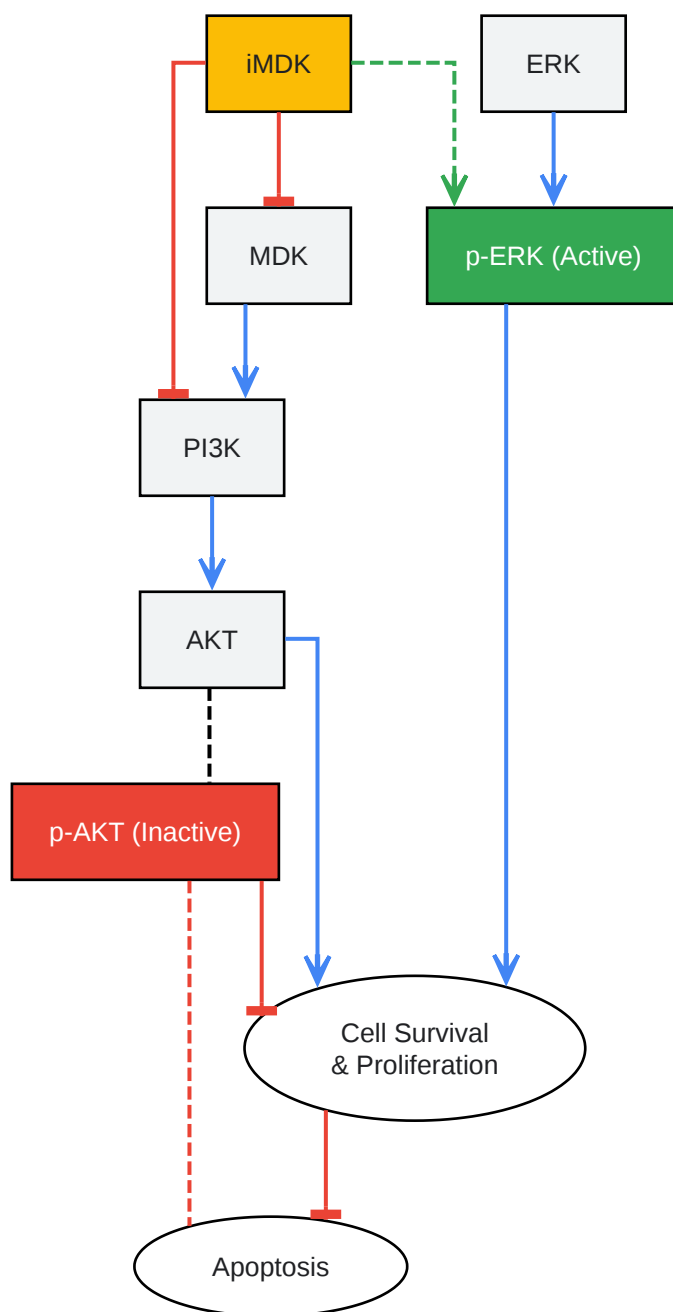 iMDK
ERK
MDK
p-ERK (Active)
PI3K
AKT
p-AKT (Inactive)
Cell Survival
& Proliferation
Apoptosis